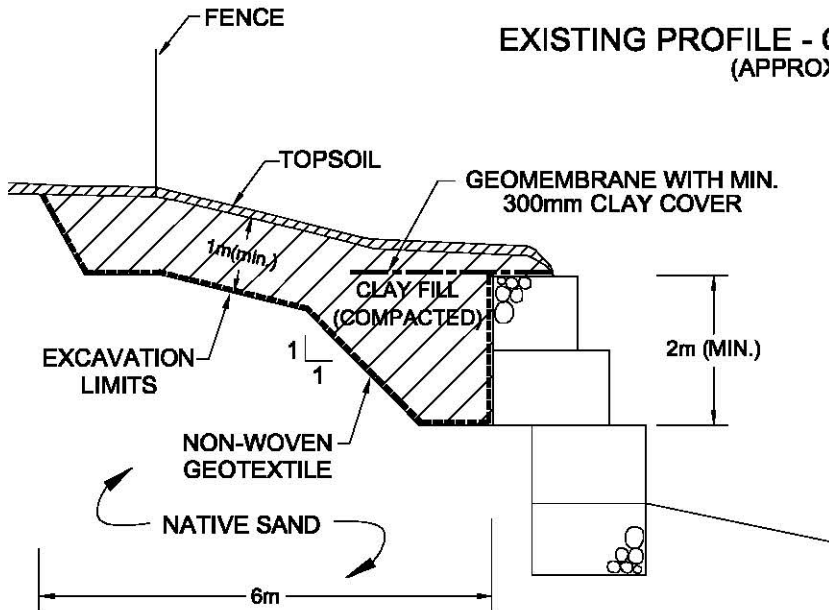 FENCE
EXISTING PROFILE -
(APPROX
TOPSOIL
GEOMEMBRANE WITH MIN.
300mm CLAY COVER
1m(min.)
CLAY FILL
(COMPACTED)
2m (MIN.)
EXCAVATION
LIMITS
1
1
NON-WOVEN
GEOTEXTILE
NATIVE SAND
6m